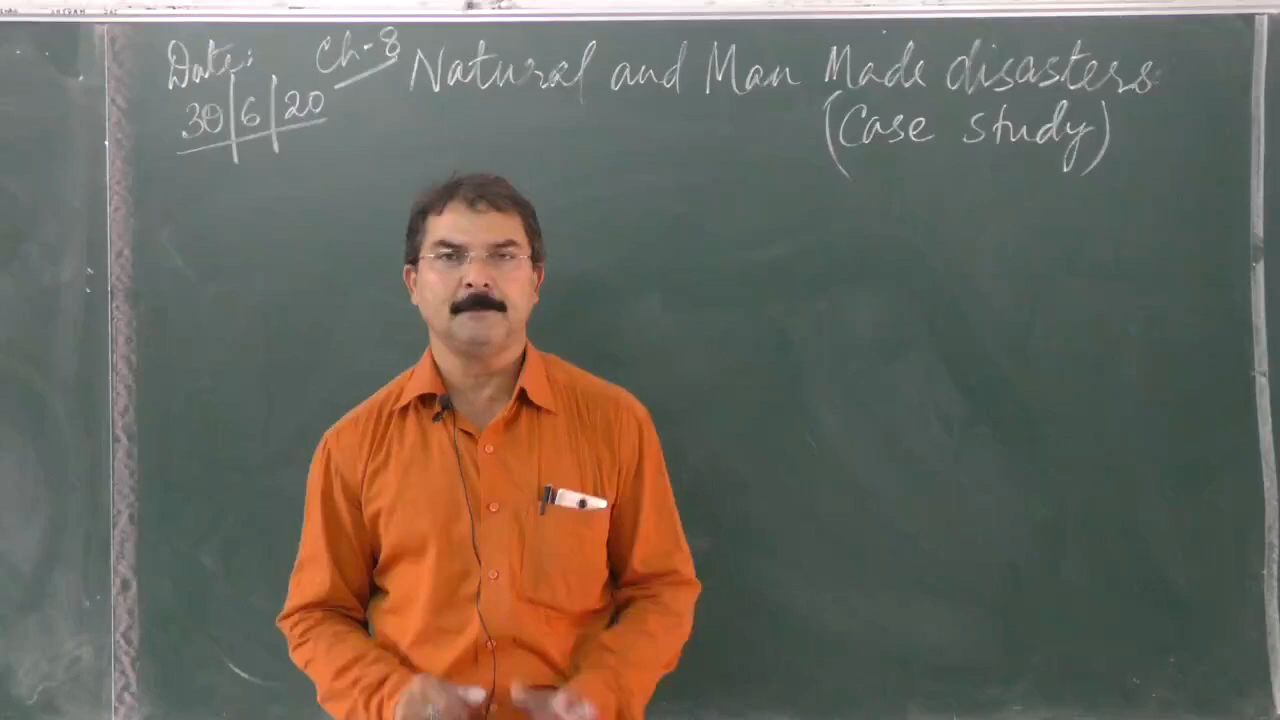 Date: Ch-8 Natural and Man Made disasters
30|6|20 (Case study)